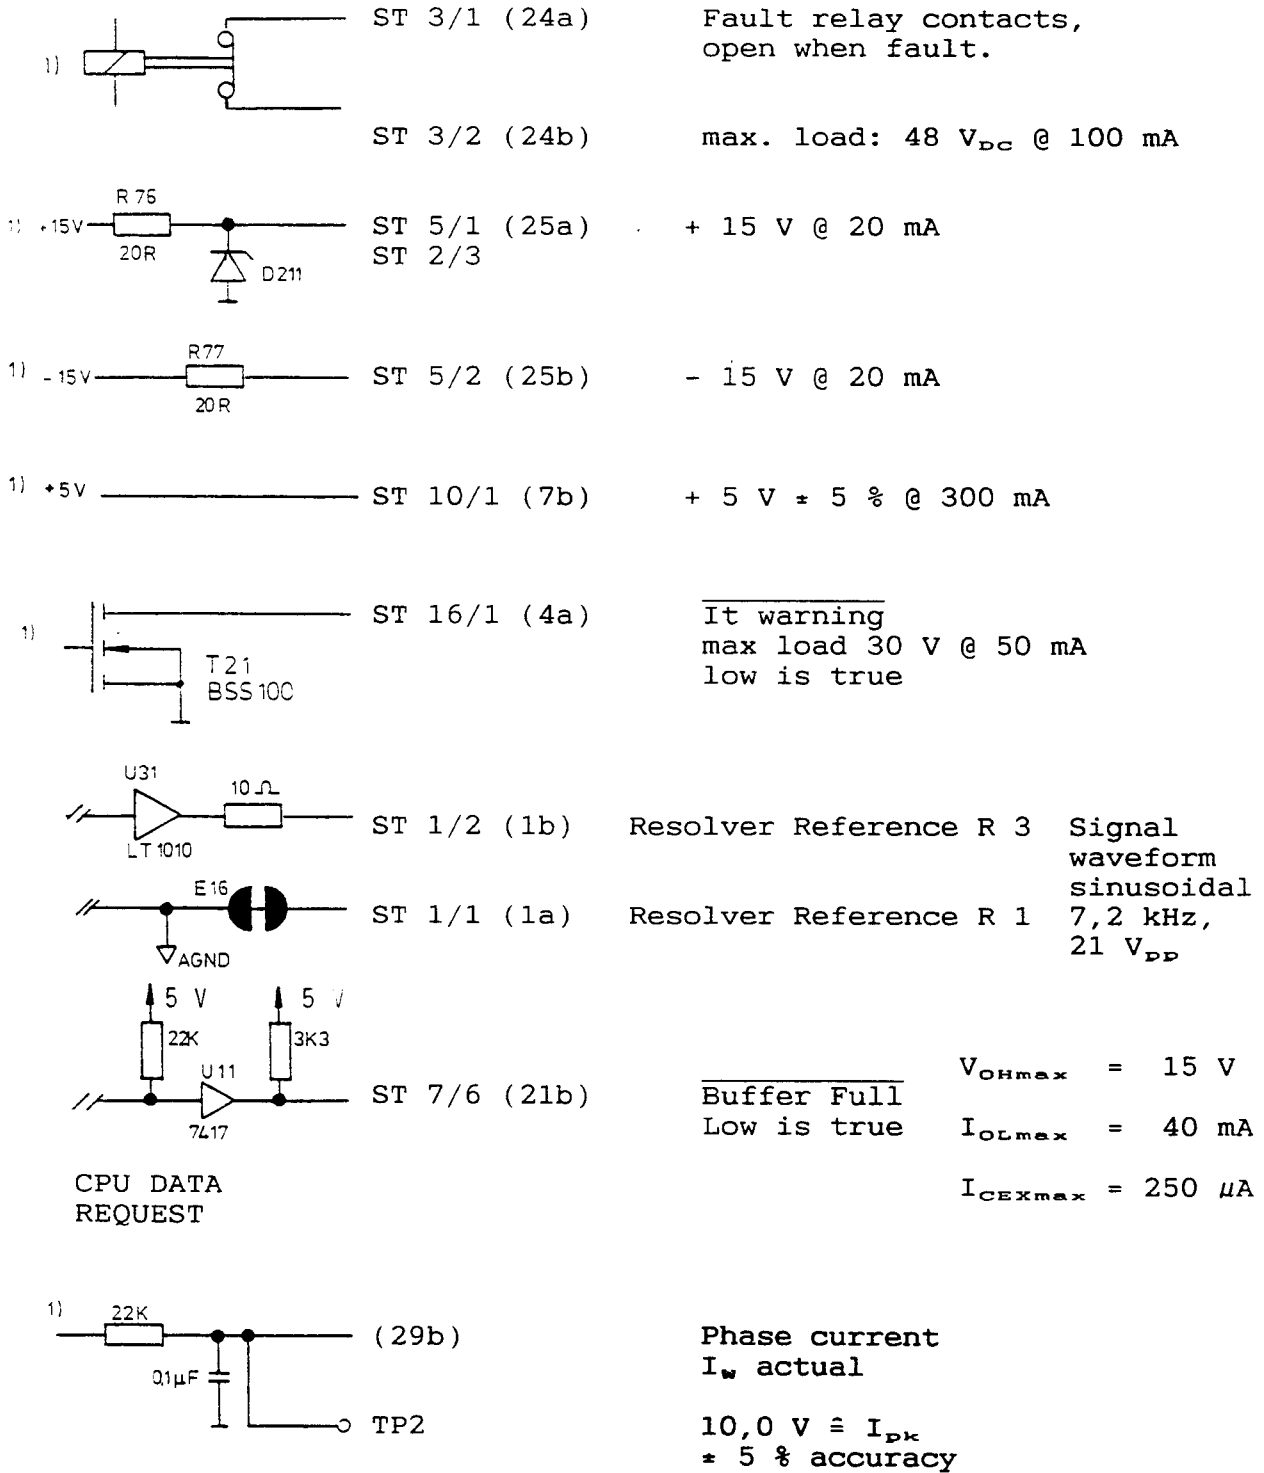 ST 3/1 (24a) Fault relay contacts,
open when fault.
1)
ST 3/2 (24b) max. load: 48 VDC @ 100 mA
R 76
1) +15V ST 5/1 (25a) + 15 V @ 20 mA
20R ST 2/3
D211
R77
1) -15V ST 5/2 (25b) - 15 V @ 20 mA
20R
1) +5V ST 10/1 (7b) + 5 V ± 5 % @ 300 mA
ST 16/1 (4a) It warning
1) max load 30 V @ 50 mA
T21 low is true
BSS100
U31 10 Ω
ST 1/2 (1b) Resolver Reference R 3 Signal
LT1010 waveform
E16 sinusoidal
ST 1/1 (1a) Resolver Reference R 1 7,2 kHz,
AGND 21 Vpp
5 V 5 V
22K 3K3
U11 VOHmax = 15 V
ST 7/6 (21b) Buffer Full
7417 Low is true IOLmax = 40 mA
CPU DATA ICEXmax = 250 µA
REQUEST
1) 22K
(29b) Phase current
0,1µF Iw actual
TP2 10,0 V ≙ Ipk
± 5 % accuracy